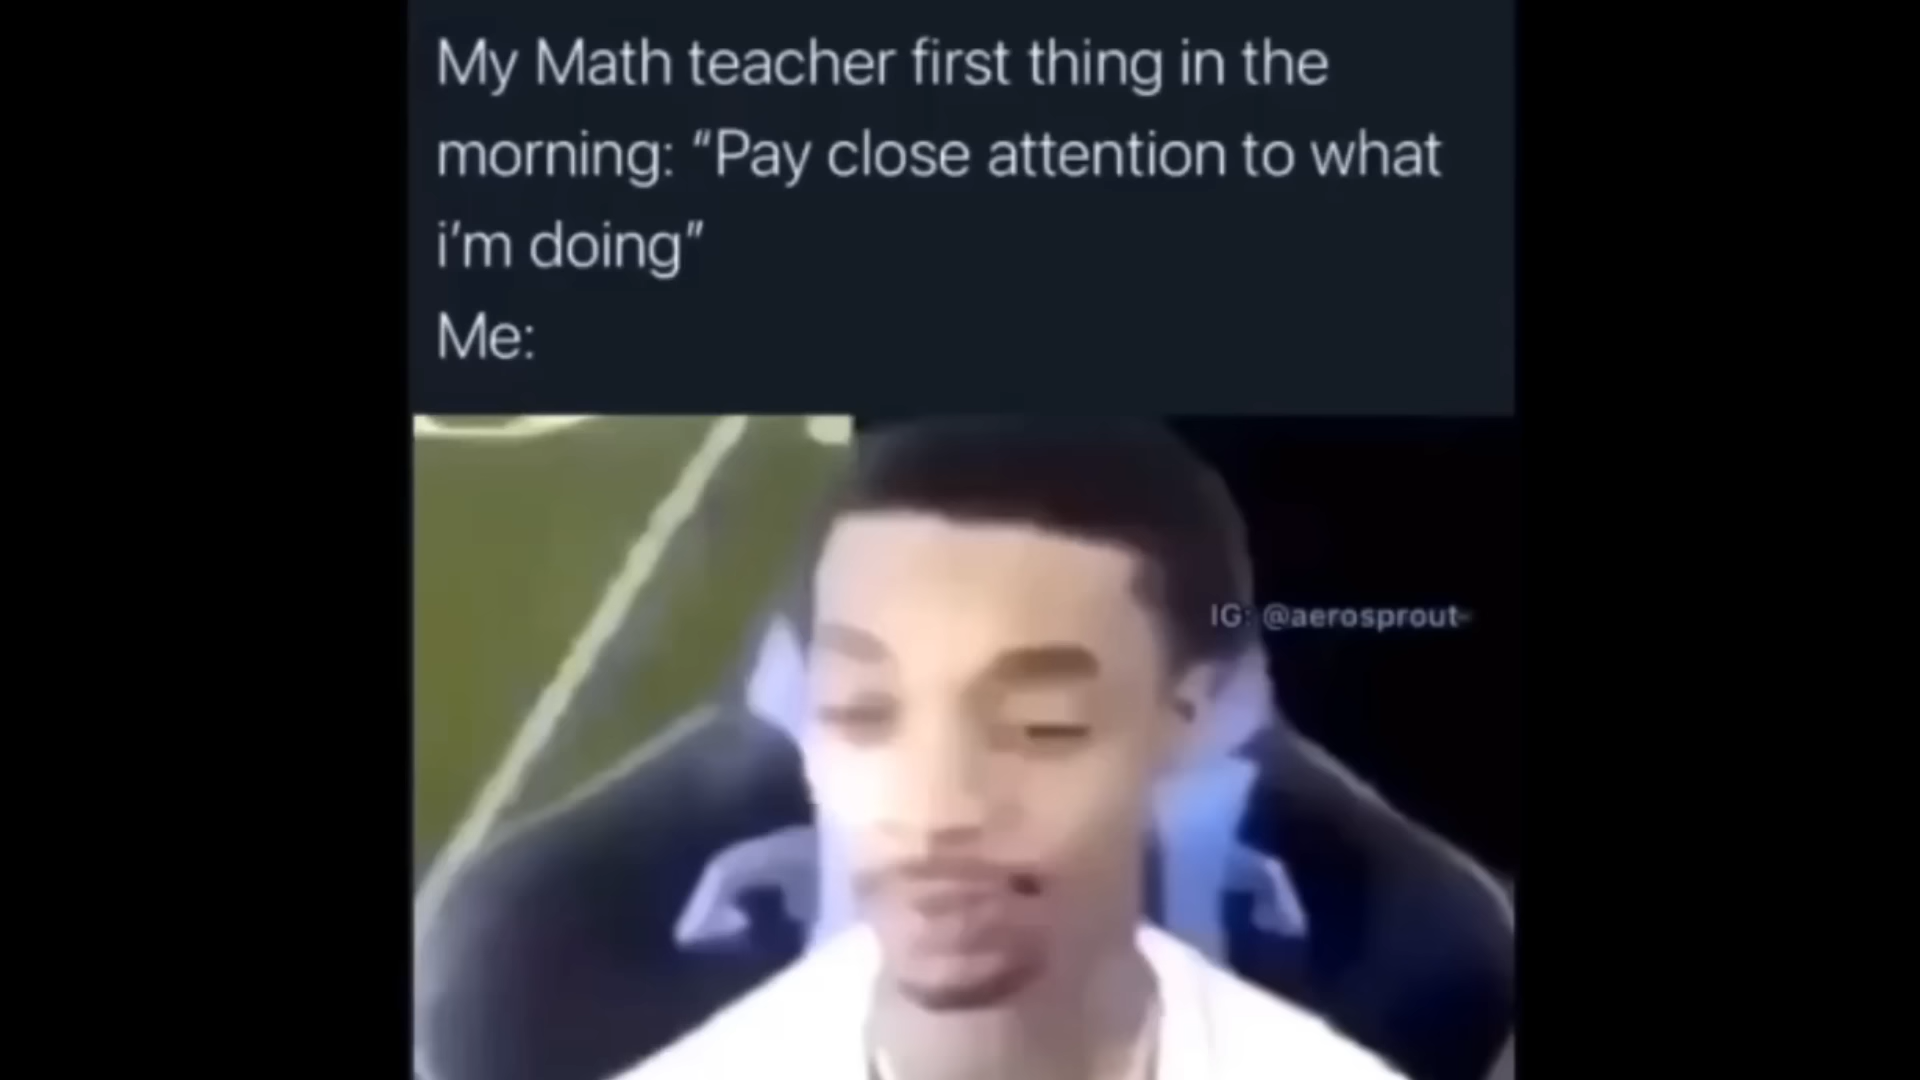 My Math teacher first thing in the
morning: “Pay close attention to what
i’m doing”
Me:
IG: @aerosprout-